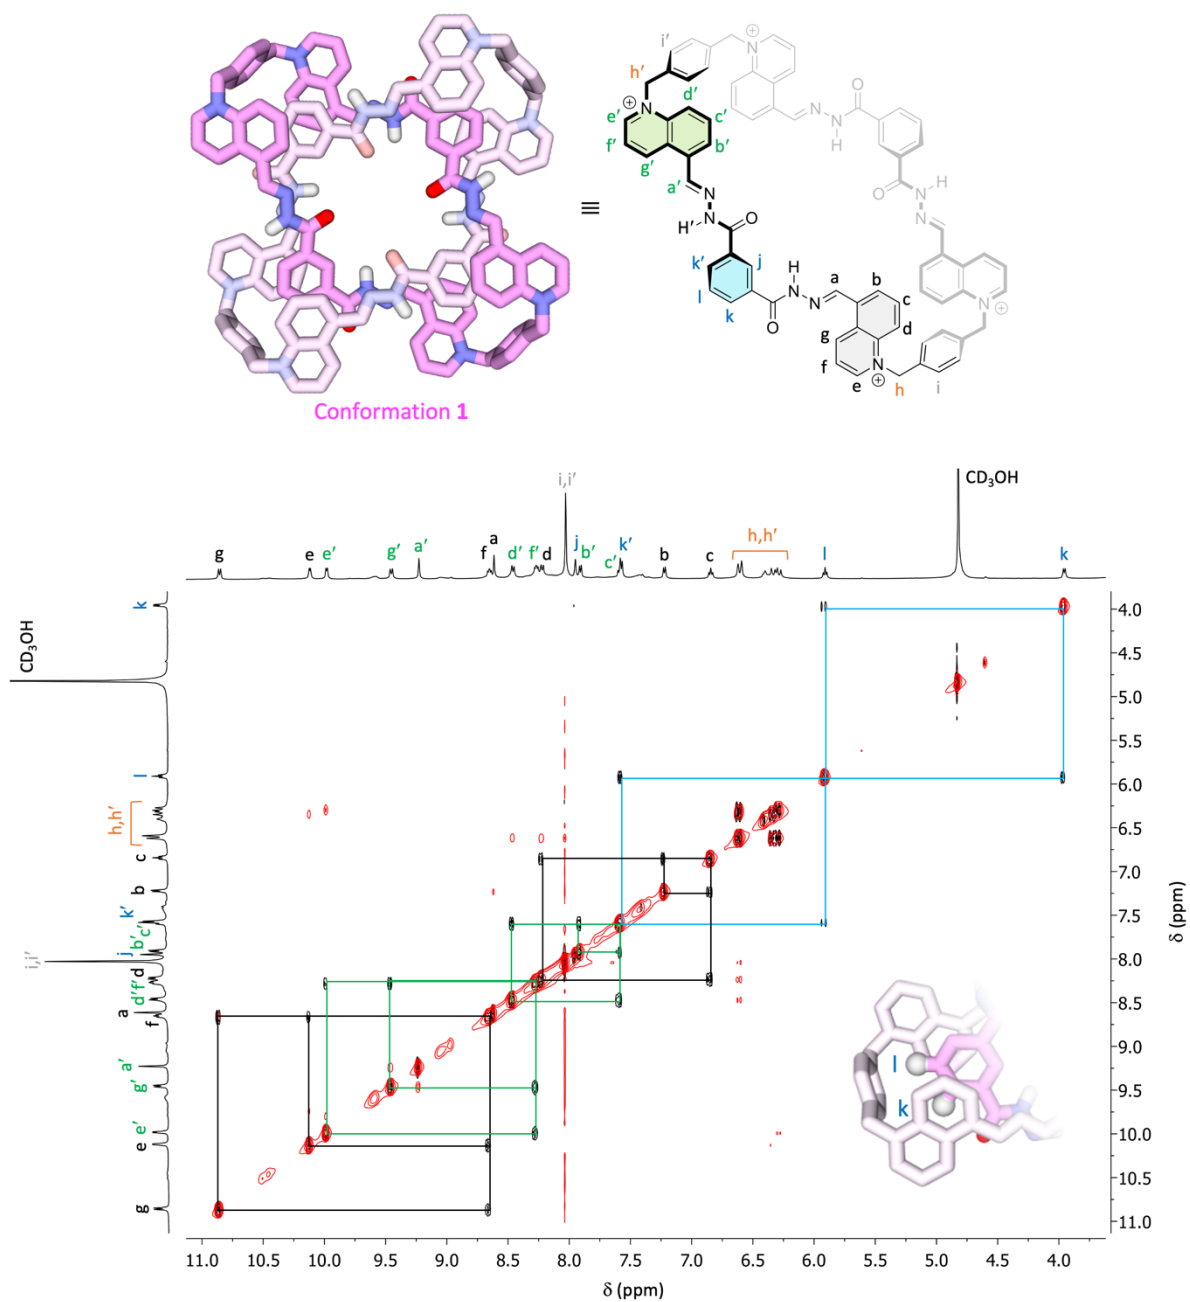 i′
h′
N
+
d′
e′
c′
f′
b′
g′
a′
N
H′
N
O
k′
j
l
k
H
N
N
O
a
b
c
d
g
f
N
+
e
h
i
N
+
N
N
H
O
O
N
H
N
N
+
≡
Conformation 1
i,i′
CD3OH
g
e
e′
g′
a′
f
a
d′
f′
d
j
b′
c′
k′
b
c
h,h′
l
k
k
CD3OH
l
h,h′
c
b
k′
b′c′
j
i,i′
d′f′d
a
f
a′
g′
e′
e
g
l
k
4.0
4.5
5.0
5.5
6.0
6.5
7.0
7.5
8.0
8.5
9.0
9.5
10.0
10.5
11.0
δ (ppm)
11.0 10.5 10.0 9.5 9.0 8.5 8.0 7.5 7.0 6.5 6.0 5.5 5.0 4.5 4.0
δ (ppm)